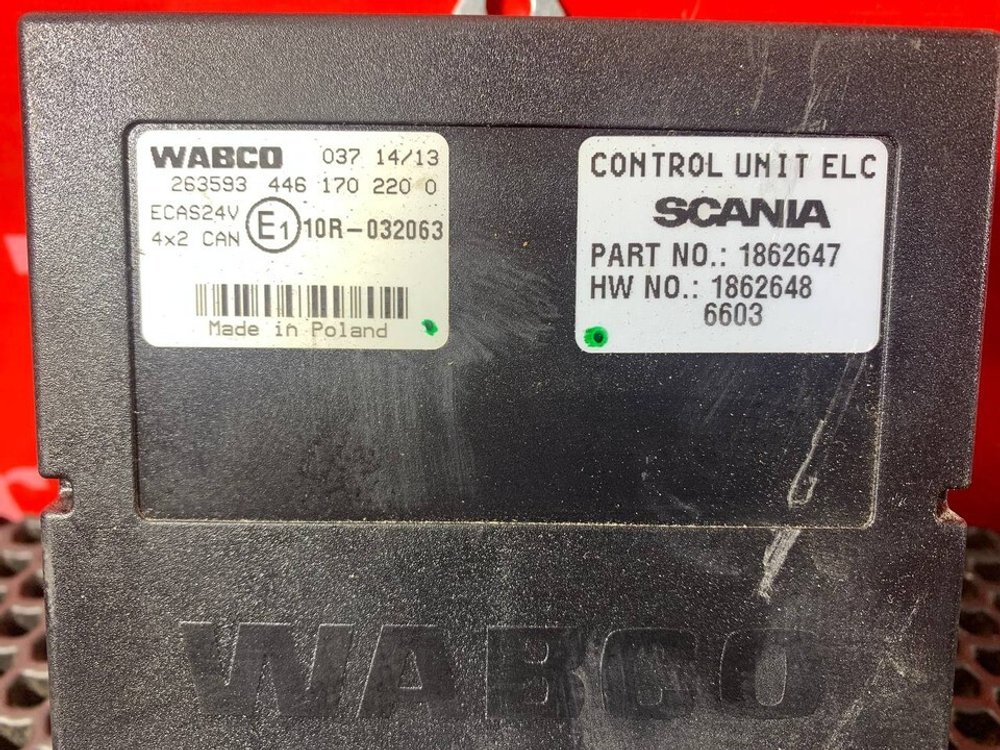 WABCO 037 14/13
263593 446 170 220 0
ECAS24V
4x2 CAN
E1 10R-032063
Made in Poland
CONTROL UNIT ELC
SCANIA
PART NO.: 1862647
HW NO.: 1862648
6603
WABCO